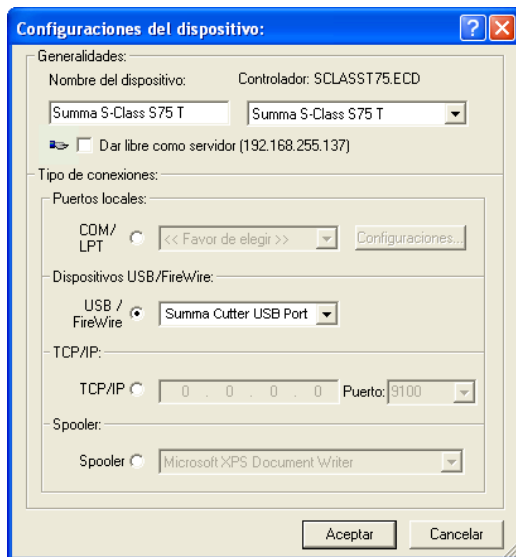 Configuraciones del dispositivo:
Generalidades:
Nombre del dispositivo: Controlador: SCLASST75.ECD
Summa S-Class S75 T Summa S-Class S75 T
Dar libre como servidor (192.168.255.137)
Tipo de conexiones:
Puertos locales:
COM/
LPT << Favor de elegir >> Configuraciones...
Dispositivos USB/FireWire:
USB /
FireWire Summa Cutter USB Port
TCP/IP:
TCP/IP 0 . 0 . 0 . 0 Puerto: 9100
Spooler:
Spooler Microsoft XPS Document Writer
Aceptar Cancelar